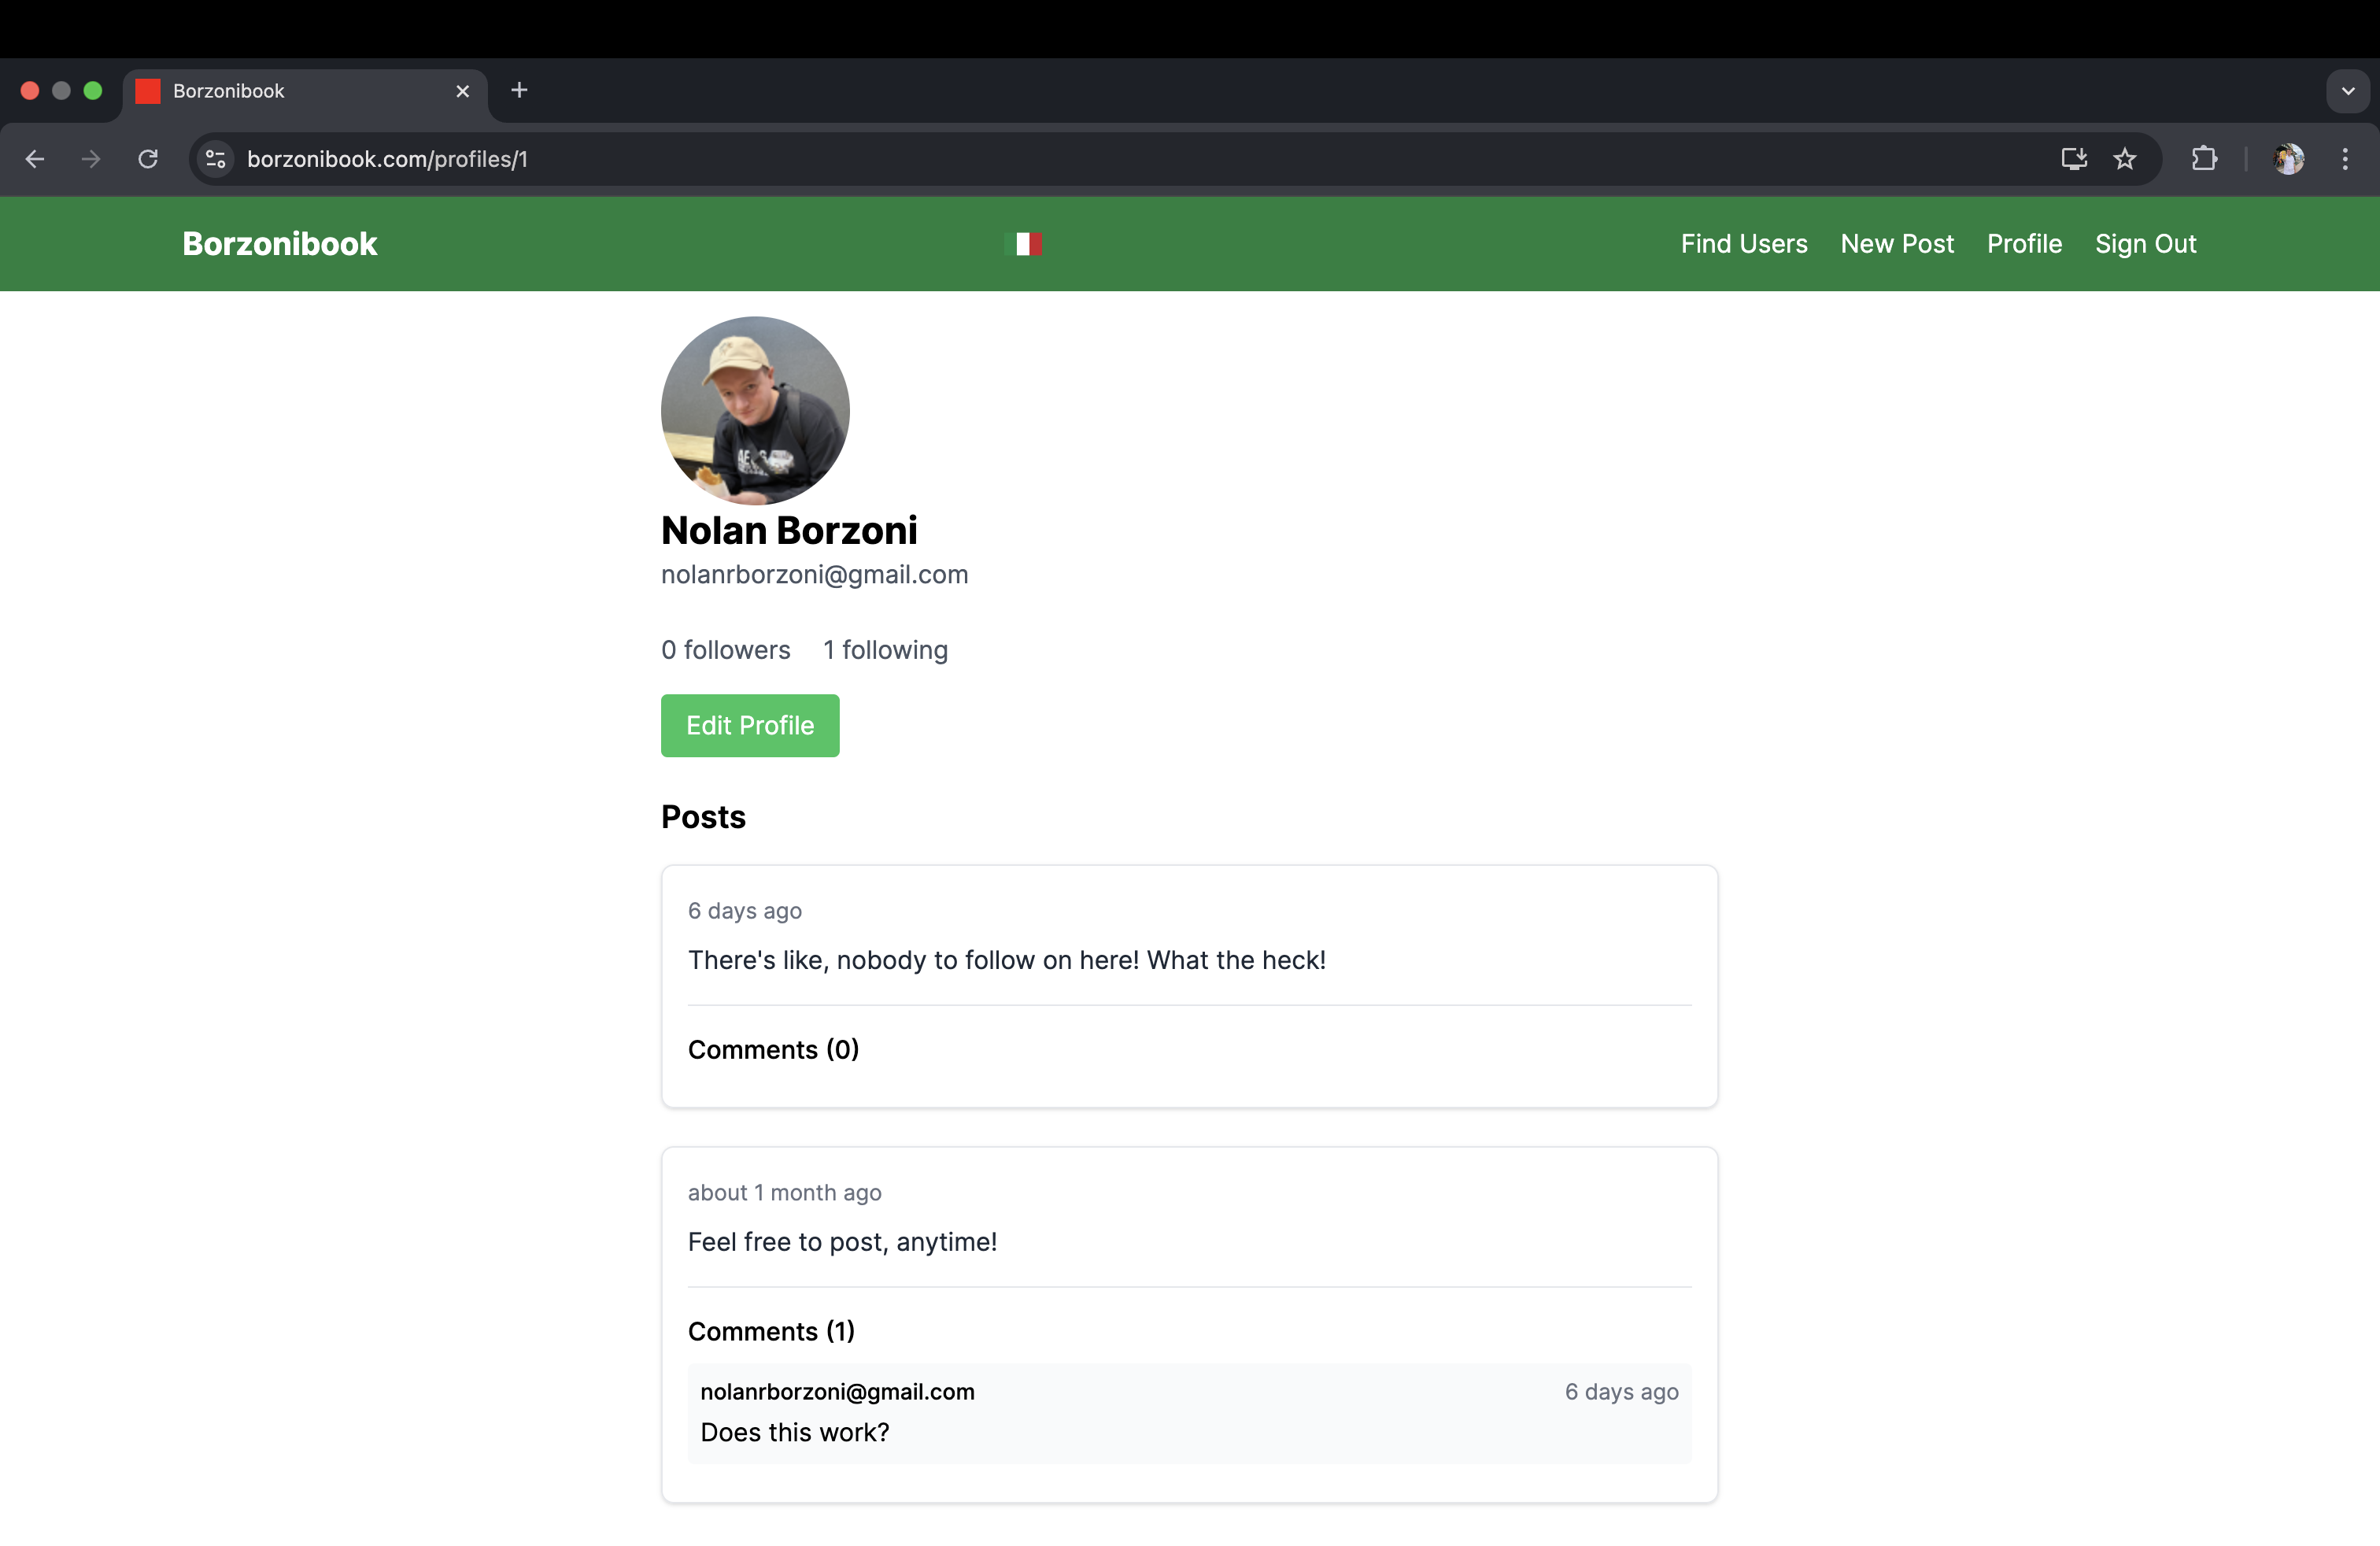 Borzonibook
borzonibook.com/profiles/1
Borzonibook
Find Users New Post Profile Sign Out
Nolan Borzoni
nolanrborzoni@gmail.com
0 followers 1 following
Edit Profile
Posts
6 days ago
There's like, nobody to follow on here! What the heck!
Comments (0)
about 1 month ago
Feel free to post, anytime!
Comments (1)
nolanrborzoni@gmail.com 6 days ago
Does this work?